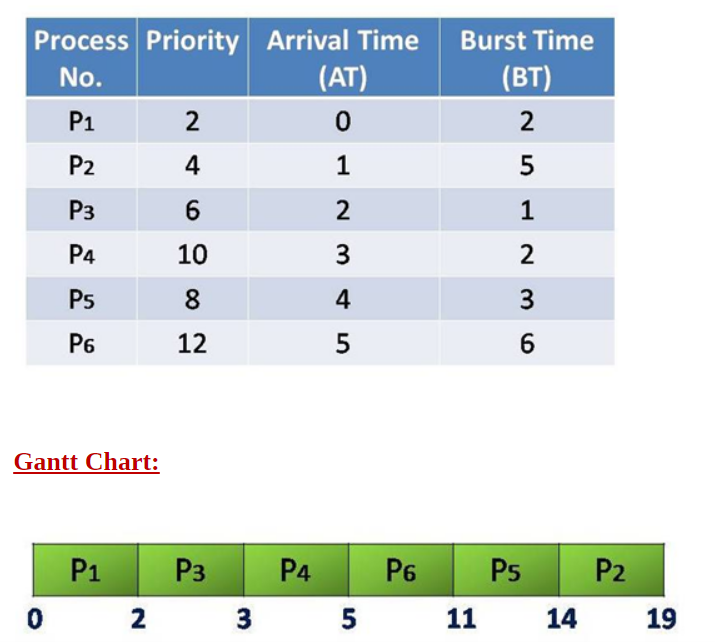 Process No. Priority Arrival Time (AT) Burst Time (BT)
P1 2 0 2
P2 4 1 5
P3 6 2 1
P4 10 3 2
P5 8 4 3
P6 12 5 6
Gantt Chart:
P1 P3 P4 P6 P5 P2
0 2 3 5 11 14 19